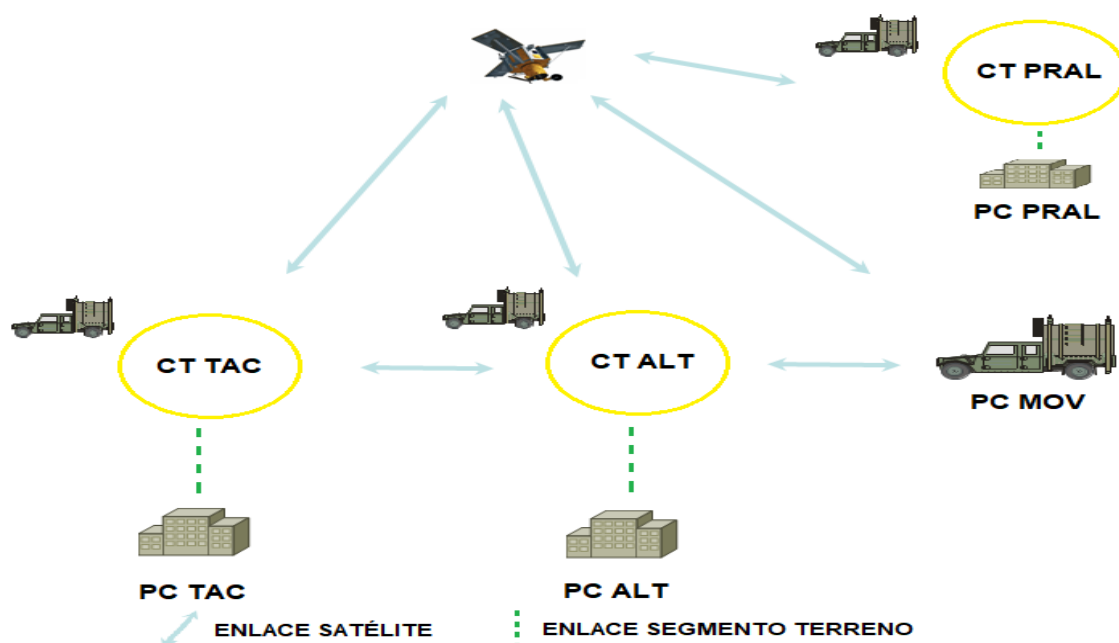 CT PRAL
PC PRAL
CT TAC
CT ALT
PC MOV
PC TAC
PC ALT
ENLACE SATÉLITE
ENLACE SEGMENTO TERRENO